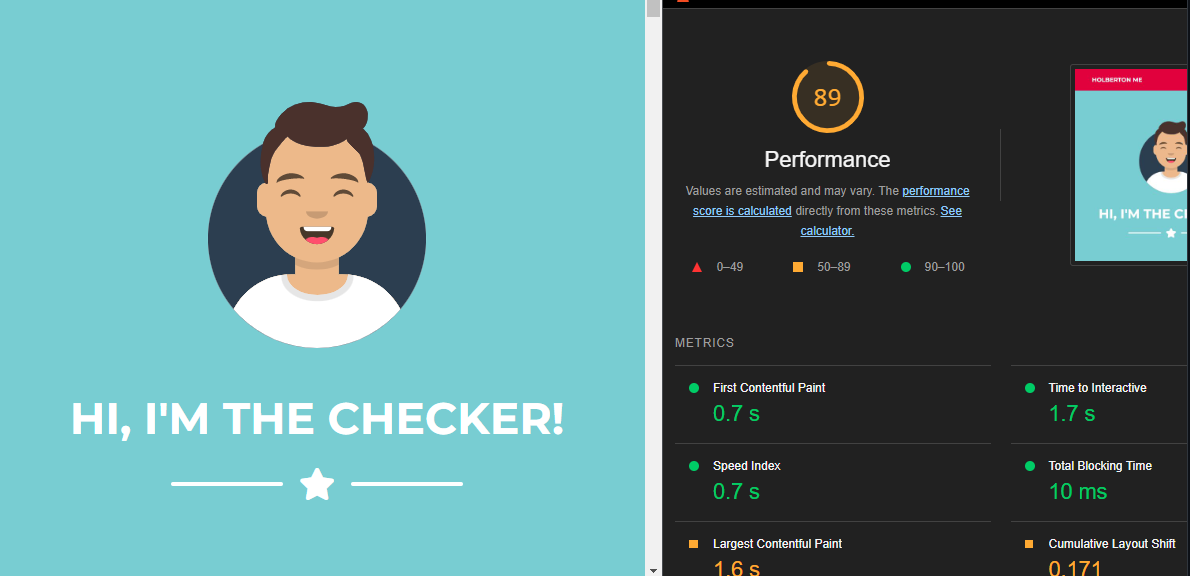 HI, I'M THE CHECKER!
89
Performance
Values are estimated and may vary. The performance
score is calculated directly from these metrics. See
calculator.
0–49
50–89
90–100
HOLBERTON ME
HI, I'M THE C
METRICS
First Contentful Paint
0.7 s
Time to Interactive
1.7 s
Speed Index
0.7 s
Total Blocking Time
10 ms
Largest Contentful Paint
1.6 s
Cumulative Layout Shift
0.171